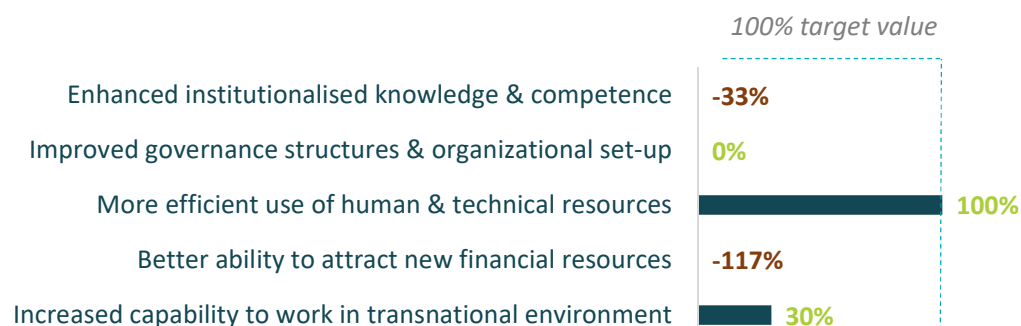 100% target value
Enhanced institutionalised knowledge & competence -33%
Improved governance structures & organizational set-up 0%
More efficient use of human & technical resources 100%
Better ability to attract new financial resources -117%
Increased capability to work in transnational environment 30%